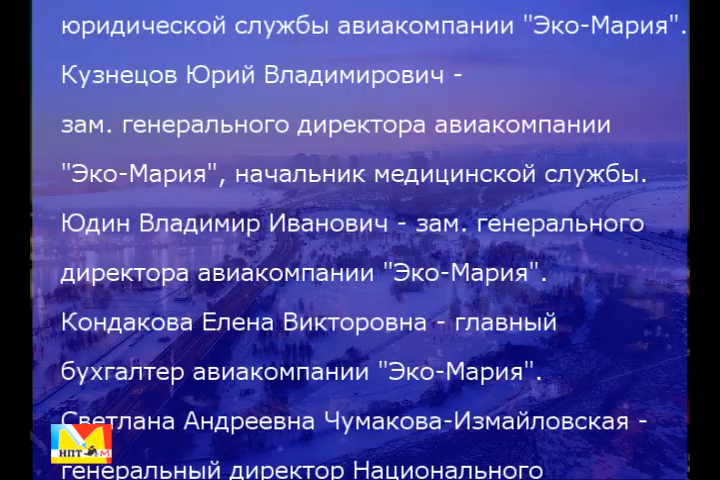 юридической службы авиакомпании "Эко-Мария".
Кузнецов Юрий Владимирович -
зам. генерального директора авиакомпании
"Эко-Мария", начальник медицинской службы.
Юдин Владимир Иванович - зам. генерального
директора авиакомпании "Эко-Мария".
Кондакова Елена Викторовна - главный
бухгалтер авиакомпании "Эко-Мария".
Светлана Андреевна Чумакова-Измайловская -
генеральный директор Национального
НПТ М